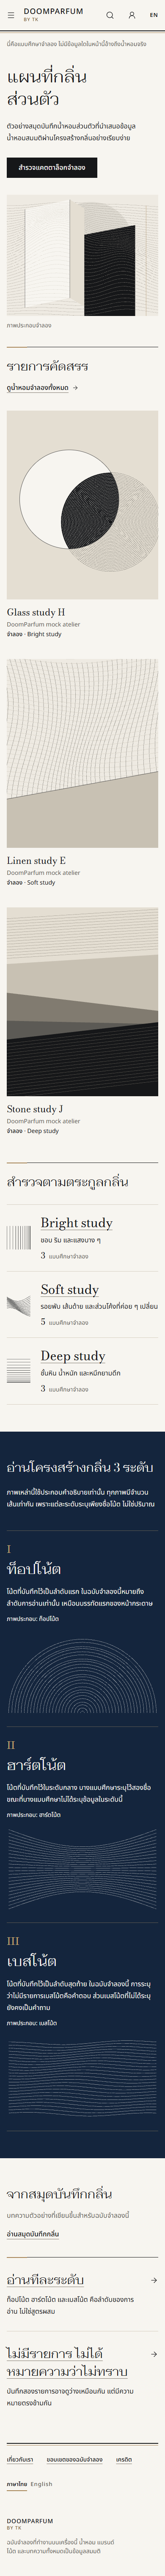 DOOMPARFUM
BY TK
EN
นี่คือแบบศึกษาจำลอง ไม่มีข้อมูลใดในหน้านี้อ้างถึงน้ำหอมจริง
แผนที่กลิ่น
ส่วนตัว
ตัวอย่างสมุดบันทึกน้ำหอมส่วนตัวที่นำเสนอข้อมูล
น้ำหอมสมมติผ่านโครงสร้างกลิ่นอย่างเรียบง่าย
สำรวจแคตตาล็อกจำลอง
ภาพประกอบจำลอง
รายการคัดสรร
ดูน้ำหอมจำลองทั้งหมด
Glass study H
DoomParfum mock atelier
จำลอง · Bright study
Linen study E
DoomParfum mock atelier
จำลอง · Soft study
Stone study J
DoomParfum mock atelier
จำลอง · Deep study
สำรวจตามตระกูลกลิ่น
Bright study
ขอบ ริม และแสงบาง ๆ
3 แบบศึกษาจำลอง
Soft study
รอยพับ เส้นด้าย และส่วนโค้งที่ค่อย ๆ เปลี่ยน
5 แบบศึกษาจำลอง
Deep study
ชั้นหิน น้ำหนัก และหมึกยามดึก
3 แบบศึกษาจำลอง
อ่านโครงสร้างกลิ่น 3 ระดับ
ภาพเหล่านี้ใช้ประกอบคำอธิบายเท่านั้น ทุกภาพมีจำนวน
เส้นเท่ากัน เพราะแต่ละระดับระบุเพียงชื่อโน้ต ไม่ใช่ปริมาณ
I
ท็อปโน้ต
โน้ตที่บันทึกไว้เป็นลำดับแรก ในฉบับจำลองนี้หมายถึง
ลำดับการอ่านเท่านั้น เหมือนบรรทัดแรกของหน้ากระดาษ
ภาพประกอบ: ท็อปโน้ต
II
ฮาร์ตโน้ต
โน้ตที่บันทึกไว้ในระดับกลาง บางแบบศึกษาระบุไว้สองชื่อ
ขณะที่บางแบบศึกษาไม่ได้ระบุข้อมูลในระดับนี้
ภาพประกอบ: ฮาร์ตโน้ต
III
เบสโน้ต
โน้ตที่บันทึกไว้เป็นลำดับสุดท้าย ในฉบับจำลองนี้ การระบุ
ว่าไม่มีรายการเบสโน้ตคือคำตอบ ส่วนเบสโน้ตที่ไม่ได้ระบุ
ยังคงเป็นคำถาม
ภาพประกอบ: เบสโน้ต
จากสมุดบันทึกกลิ่น
บทความตัวอย่างที่เขียนขึ้นสำหรับฉบับจำลองนี้
อ่านสมุดบันทึกกลิ่น
อ่านทีละระดับ
ท็อปโน้ต ฮาร์ตโน้ต และเบสโน้ต คือลำดับของการ
อ่าน ไม่ใช่สูตรผสม
ไม่มีรายการ ไม่ได้
หมายความว่าไม่ทราบ
บันทึกสองรายการอาจดูว่างเหมือนกัน แต่มีความ
หมายตรงข้ามกัน
เกี่ยวกับเรา
ขอบเขตของฉบับจำลอง
เครดิต
ภาษาไทย English
DOOMPARFUM
BY TK
ฉบับจำลองที่ทำงานบนเครื่องนี้ น้ำหอม แบรนด์
โน้ต และบทความทั้งหมดเป็นข้อมูลสมมติ